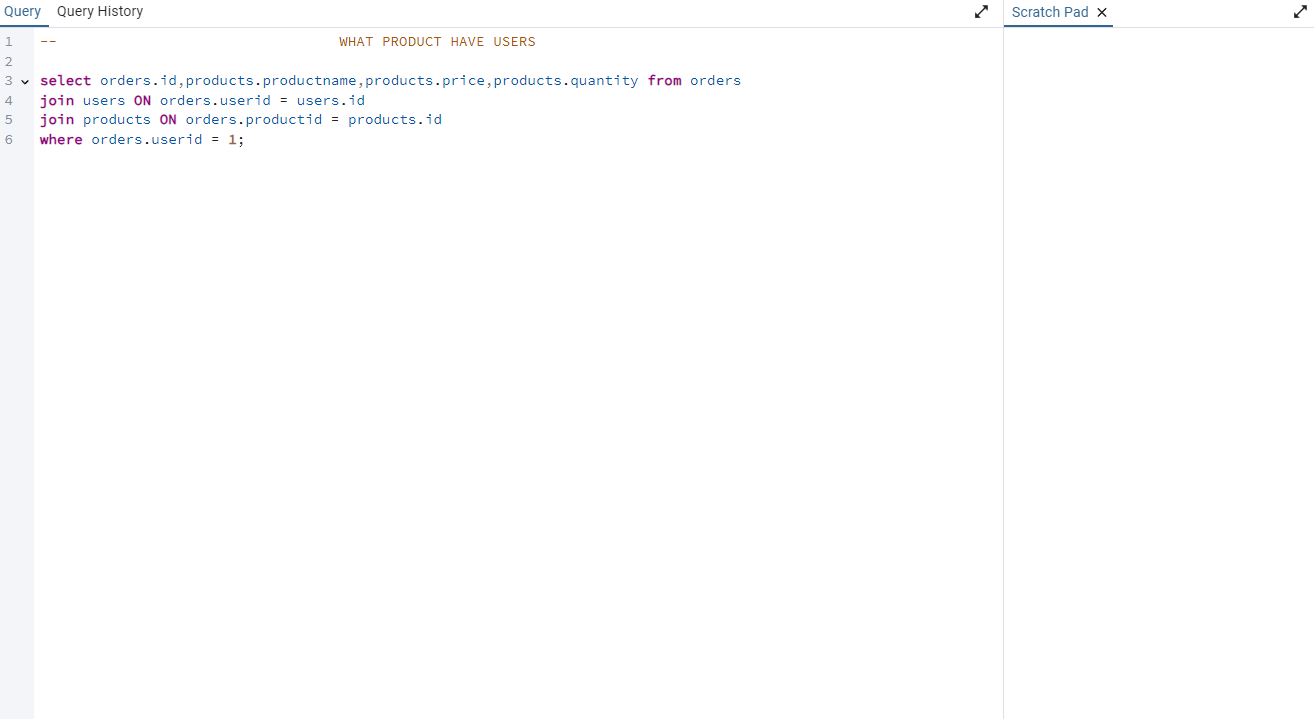 Query Query History Scratch Pad
1 -- WHAT PRODUCT HAVE USERS
2
3 select orders.id,products.productname,products.price,products.quantity from orders
4 join users ON orders.userid = users.id
5 join products ON orders.productid = products.id
6 where orders.userid = 1;